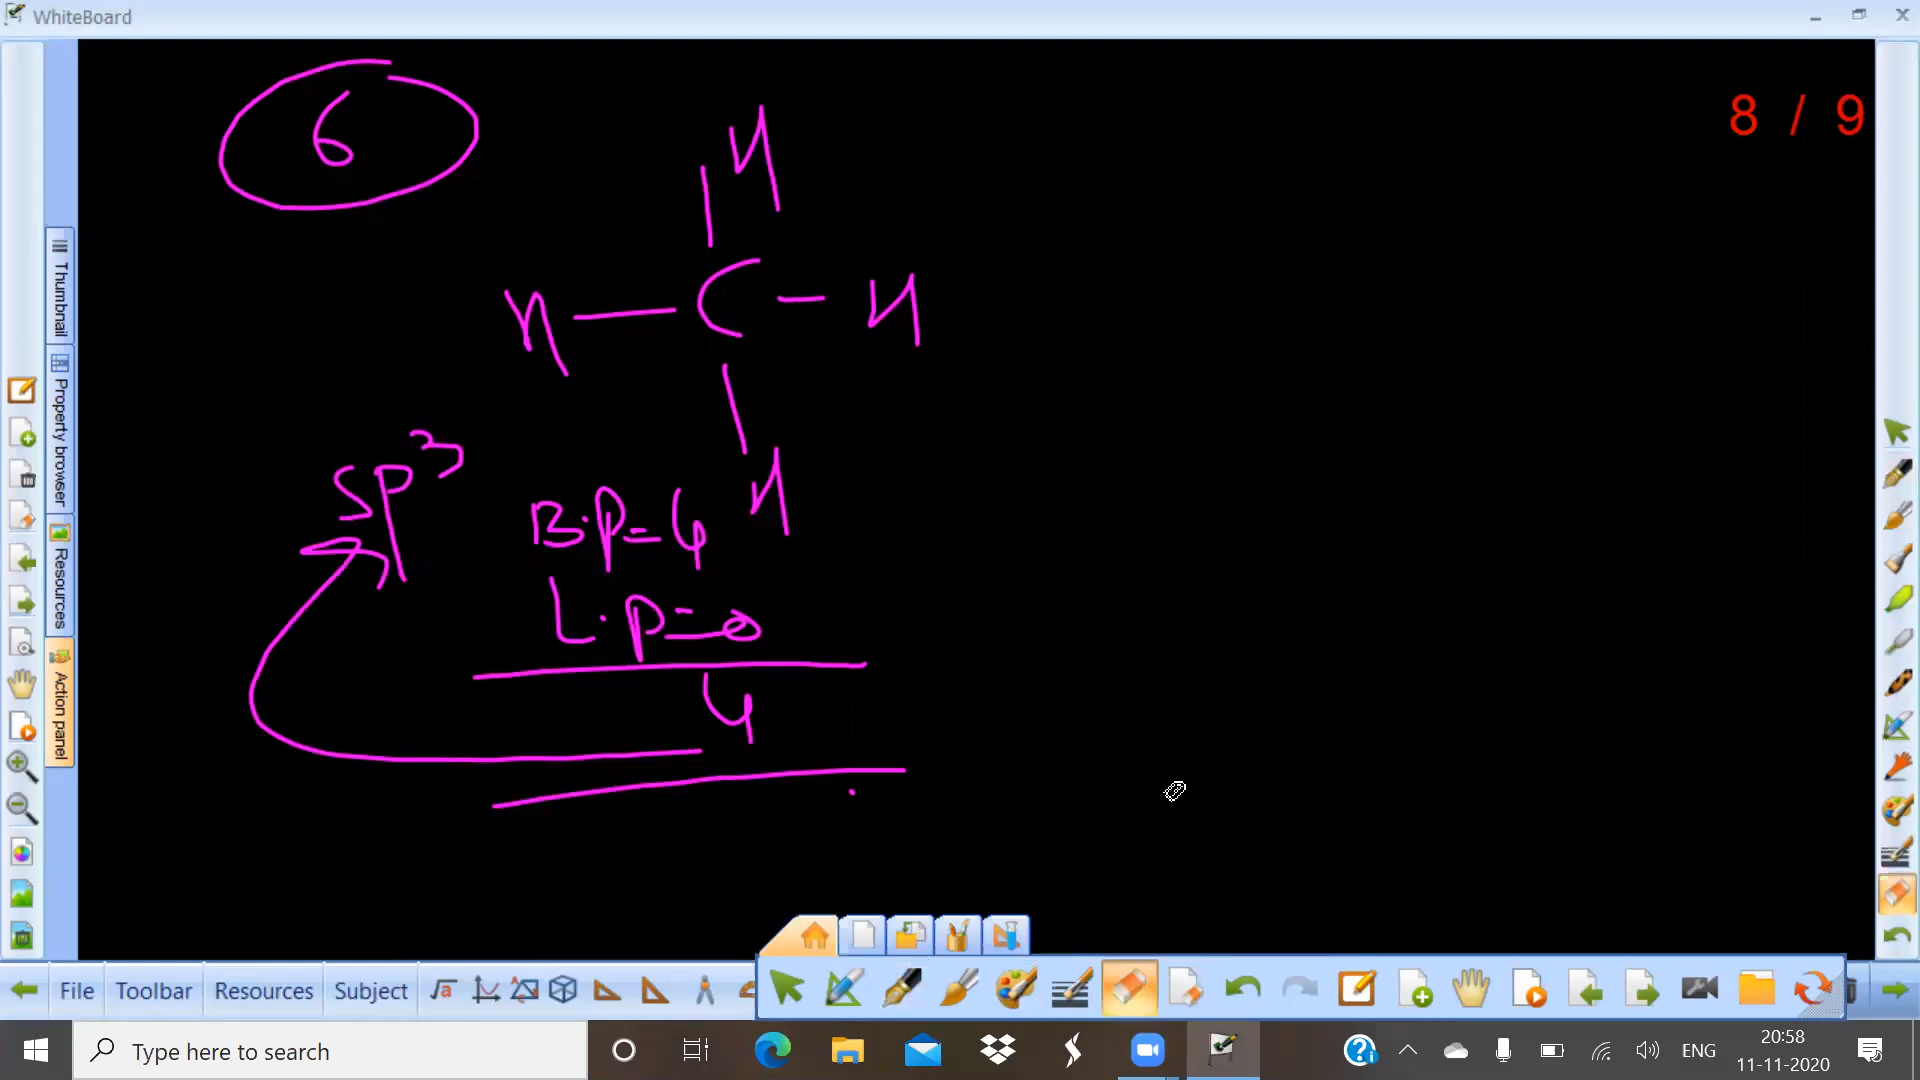 WhiteBoard
8 / 9
6
H
H — C - H
H
SP³
B.P = 4
L.P = 0
4
Thumbnail
Property browser
Resources
Action panel
File
Toolbar
Resources
Subject
Type here to search
ENG
20:58
11-11-2020